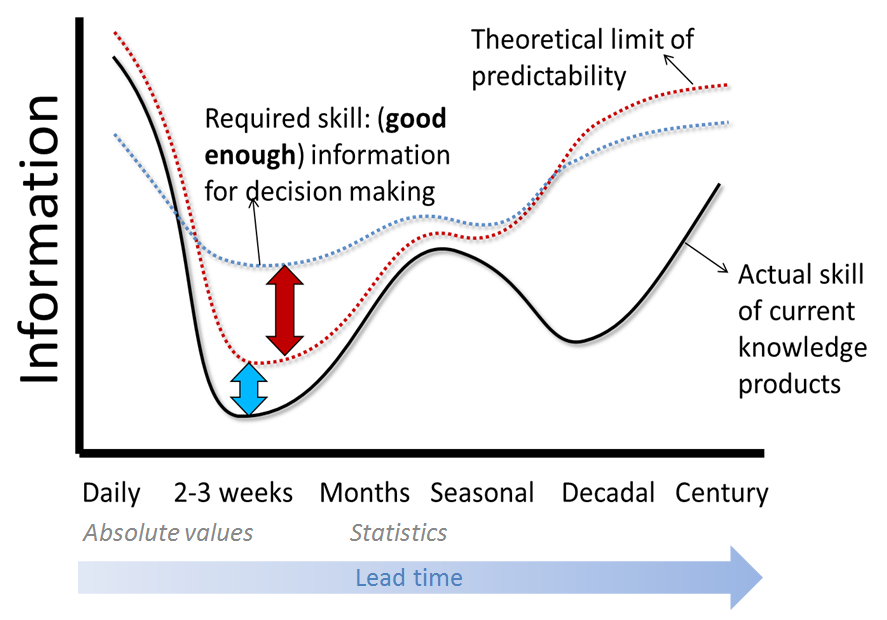 Theoretical limit of
predictability
Required skill: (good
enough) information
for decision making
Information
Actual skill
of current
knowledge
products
Daily 2-3 weeks Months Seasonal Decadal Century
Absolute values Statistics
Lead time